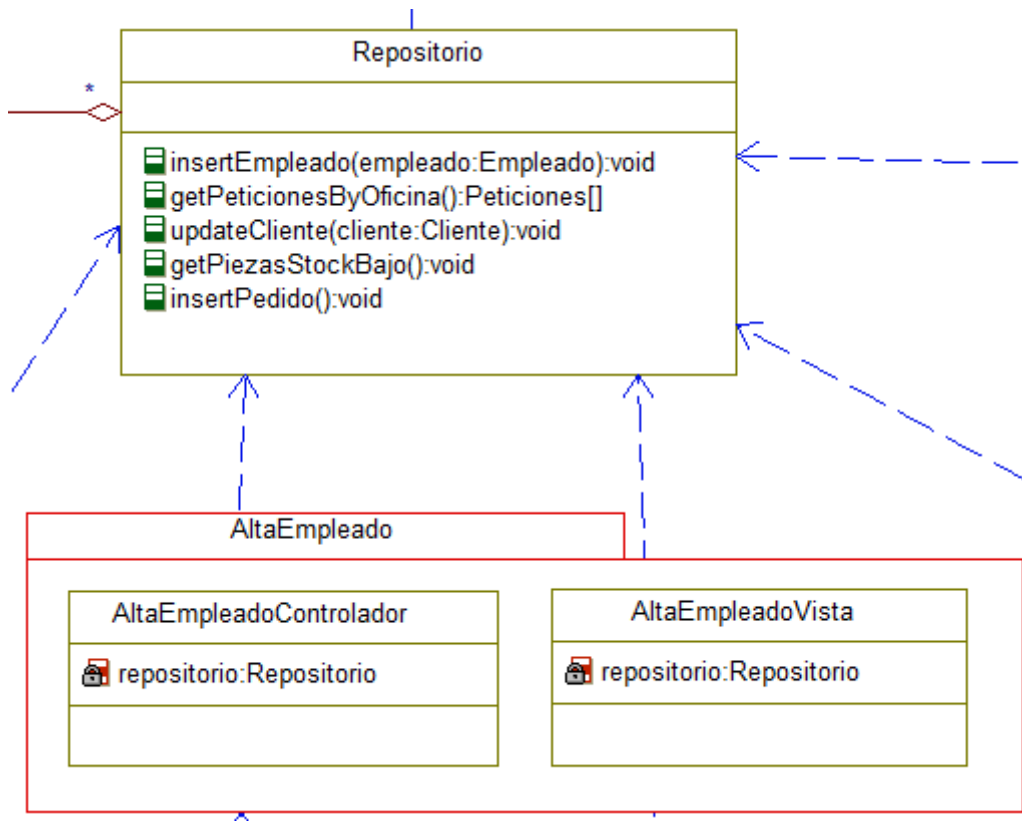 Repositorio
*
insertEmpleado(empleado:Empleado):void
getPeticionesByOficina():Peticiones[]
updateCliente(cliente:Cliente):void
getPiezasStockBajo():void
insertPedido():void
AltaEmpleado
AltaEmpleadoControlador
repositorio:Repositorio
AltaEmpleadoVista
repositorio:Repositorio